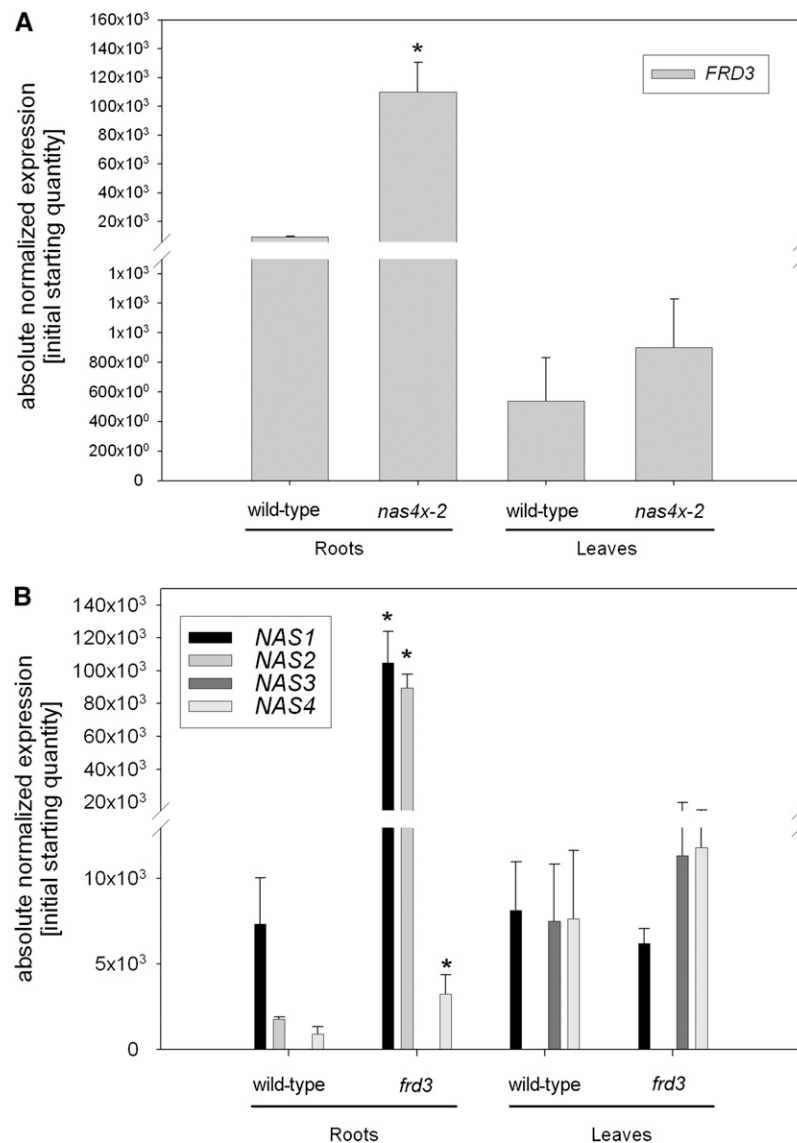 A
absolute normalized expression
[initial starting quantity]
160x10³
140x10³
120x10³
100x10³
80x10³
60x10³
40x10³
20x10³
1x10³
1x10³
1x10³
800x10⁰
600x10⁰
400x10⁰
200x10⁰
0
*
FRD3
wild-type nas4x-2 wild-type nas4x-2
Roots Leaves
B
absolute normalized expression
[initial starting quantity]
140x10³
120x10³
100x10³
80x10³
60x10³
40x10³
20x10³
10x10³
5x10³
0
NAS1
NAS2
NAS3
NAS4
*
*
*
wild-type frd3 wild-type frd3
Roots Leaves